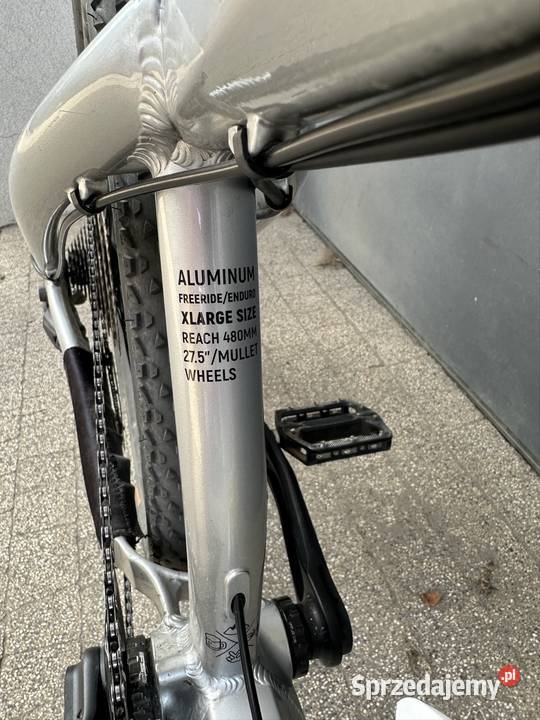 ALUMINUM
FREERIDE/ENDURO
XLARGE SIZE
REACH 480MM
27.5"/MULLET
WHEELS
Sprzedajemy.pl